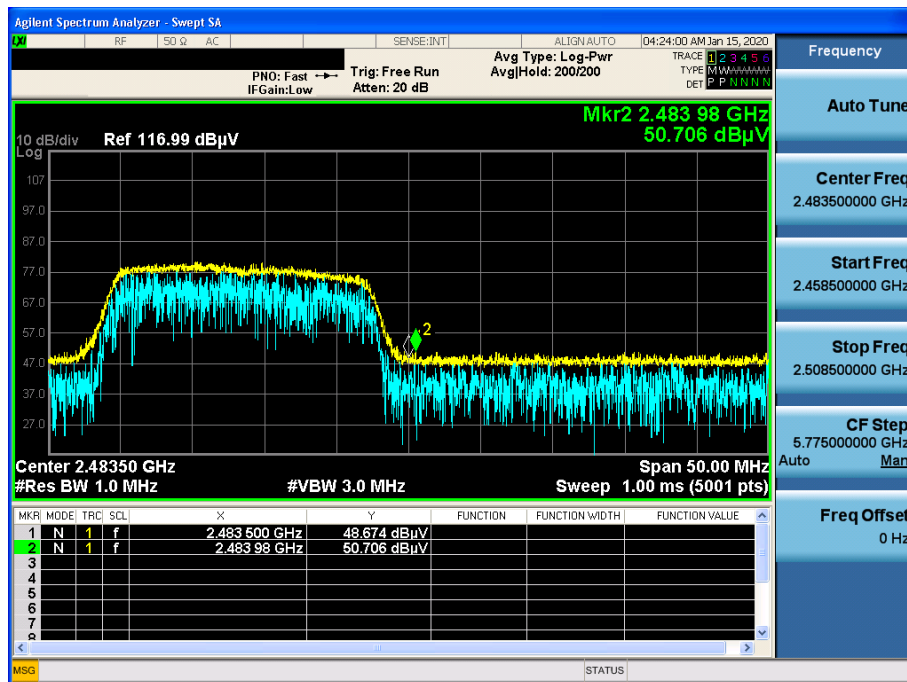 Agilent Spectrum Analyzer - Swept SA
LXI RF 50 Ω AC SENSE:INT ALIGN AUTO 04:24:00 AM Jan 15, 2020
PNO: Fast Trig: Free Run Avg Type: Log-Pwr TRACE 1 2 3 4 5 6
IFGain:Low Atten: 20 dB Avg|Hold: 200/200 TYPE M W
DET P P N N N N
Frequency
Auto Tune
Center Freq
2.483500000 GHz
Start Freq
2.458500000 GHz
Stop Freq
2.508500000 GHz
CF Step
5.775000000 GHz
Auto Man
Freq Offset
0 Hz
Mkr2 2.483 98 GHz
50.706 dBµV
10 dB/div Ref 116.99 dBµV
Log
107
97.0
87.0
77.0
67.0
57.0
47.0
37.0
27.0
2
Center 2.48350 GHz Span 50.00 MHz
#Res BW 1.0 MHz #VBW 3.0 MHz Sweep 1.00 ms (5001 pts)
MKR MODE TRC SCL X Y FUNCTION FUNCTION WIDTH FUNCTION VALUE
1 N 1 f 2.483 500 GHz 48.674 dBµV
2 N 1 f 2.483 98 GHz 50.706 dBµV
3
4
5
6
7
8
MSG STATUS